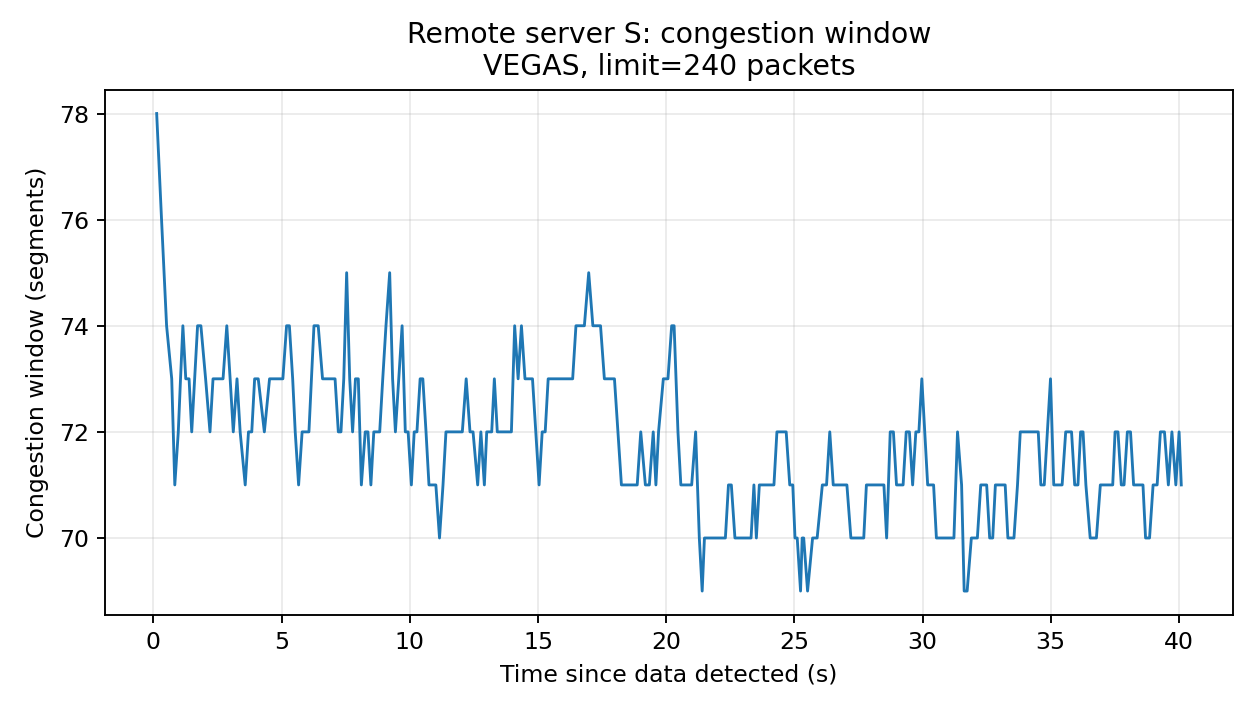 Remote server S: congestion window
VEGAS, limit=240 packets
Congestion window (segments)
78
76
74
72
70
0 5 10 15 20 25 30 35 40
Time since data detected (s)